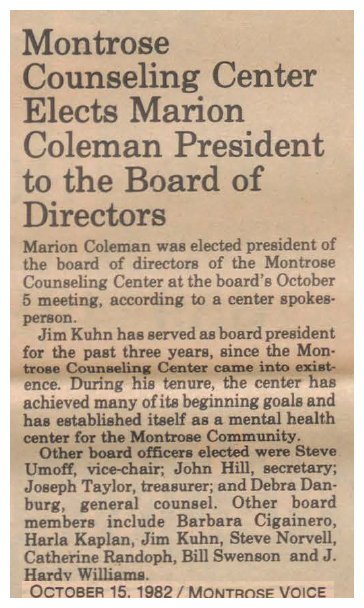 Montrose
Counseling Center
Elects Marion
Coleman President
to the Board of
Directors
Marion Coleman was elected president of
the board of directors of the Montrose
Counseling Center at the board's October
5 meeting, according to a center spokes-
person.
Jim Kuhn has served as board president
for the past three years, since the Mon-
trose Counseling Center came into exist-
ence. During his tenure, the center has
achieved many of its beginning goals and
has established itself as a mental health
center for the Montrose Community.
Other board officers elected were Steve
Umoff, vice-chair; John Hill, secretary;
Joseph Taylor, treasurer; and Debra Dan-
burg, general counsel. Other board
members include Barbara Cigainero,
Harla Kaplan, Jim Kuhn, Steve Norvell,
Catherine Randoph, Bill Swenson and J.
Hardy Williams.
OCTOBER 15, 1982 / MONTROSE VOICE